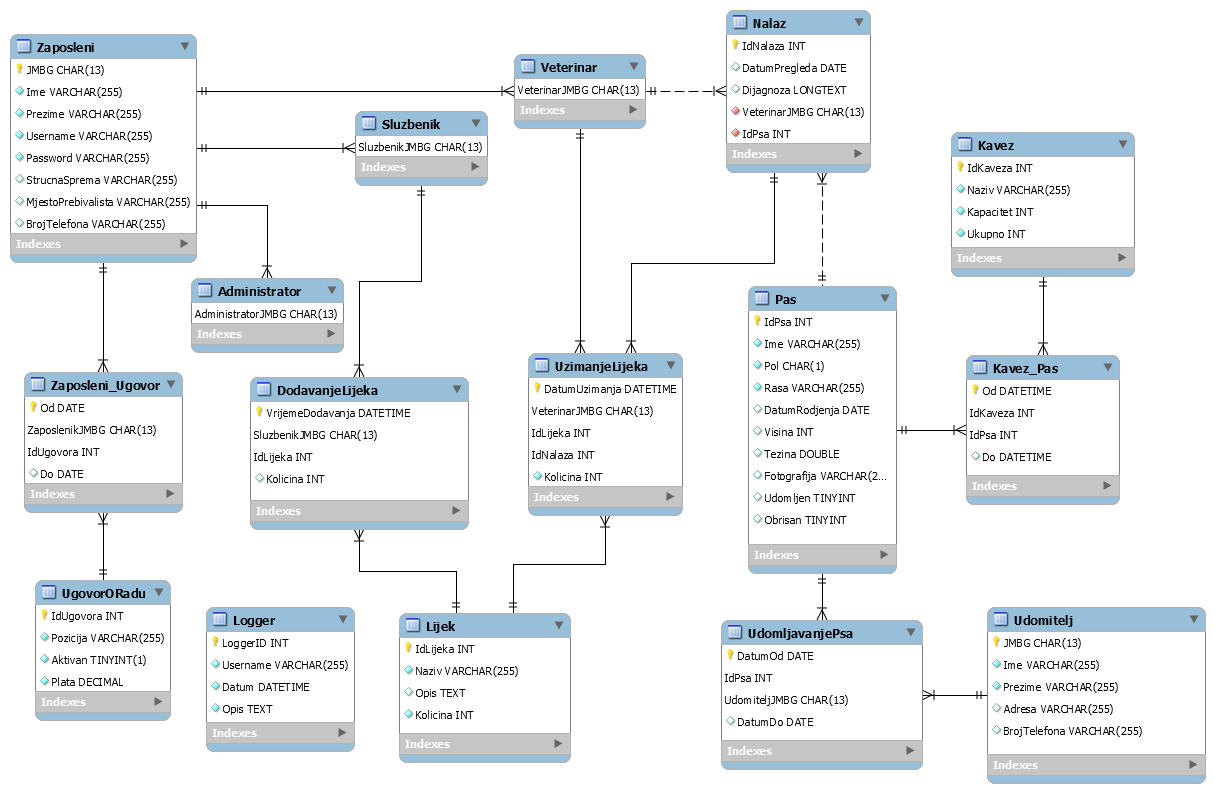 Zaposleni
JMBG CHAR(13)
Ime VARCHAR(255)
Prezime VARCHAR(255)
Username VARCHAR(255)
Password VARCHAR(255)
StrucnaSprema VARCHAR(255)
MjestoPrebivalista VARCHAR(255)
BrojTelefona VARCHAR(255)
Indexes
Sluzbenik
SluzbenikJMBG CHAR(13)
Indexes
Veterinar
VeterinarJMBG CHAR(13)
Indexes
Nalaz
IdNalaza INT
DatumPregleda DATE
Dijagnoza LONGTEXT
VeterinarJMBG CHAR(13)
IdPsa INT
Indexes
Kavez
IdKaveza INT
Naziv VARCHAR(255)
Kapacitet INT
Ukupno INT
Indexes
Administrator
AdministratorJMBG CHAR(13)
Indexes
Pas
IdPsa INT
Ime VARCHAR(255)
Pol CHAR(1)
Rasa VARCHAR(255)
DatumRodjenja DATE
Visina INT
Tezina DOUBLE
Fotografija VARCHAR(2...
Udomljen TINYINT
Obrisan TINYINT
Indexes
Zaposleni_Ugovor
Od DATE
ZaposlenikJMBG CHAR(13)
IdUgovora INT
Do DATE
Indexes
DodavanjeLijeka
VrijemeDodavanja DATETIME
SluzbenikJMBG CHAR(13)
IdLijeka INT
Kolicina INT
Indexes
UzimanjeLijeka
DatumUzimanja DATETIME
VeterinarJMBG CHAR(13)
IdLijeka INT
IdNalaza INT
Kolicina INT
Indexes
Kavez_Pas
Od DATETIME
IdKaveza INT
IdPsa INT
Do DATETIME
Indexes
UgovorORadu
IdUgovora INT
Pozicija VARCHAR(255)
Aktivan TINYINT(1)
Plata DECIMAL
Indexes
Logger
LoggerID INT
Username VARCHAR(255)
Datum DATETIME
Opis TEXT
Indexes
Lijek
IdLijeka INT
Naziv VARCHAR(255)
Opis TEXT
Kolicina INT
Indexes
UdomljavanjePsa
DatumOd DATE
IdPsa INT
UdomiteljJMBG CHAR(13)
DatumDo DATE
Indexes
Udomitelj
JMBG CHAR(13)
Ime VARCHAR(255)
Prezime VARCHAR(255)
Adresa VARCHAR(255)
BrojTelefona VARCHAR(255)
Indexes